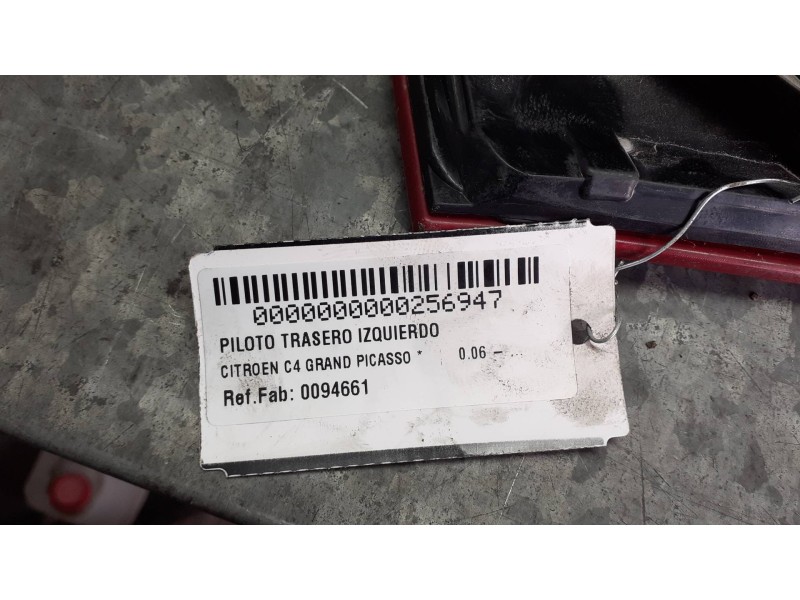 0000000000256947
PILOTO TRASERO IZQUIERDO
CITROEN C4 GRAND PICASSO * 0.06 – ...
Ref.Fab: 0094661